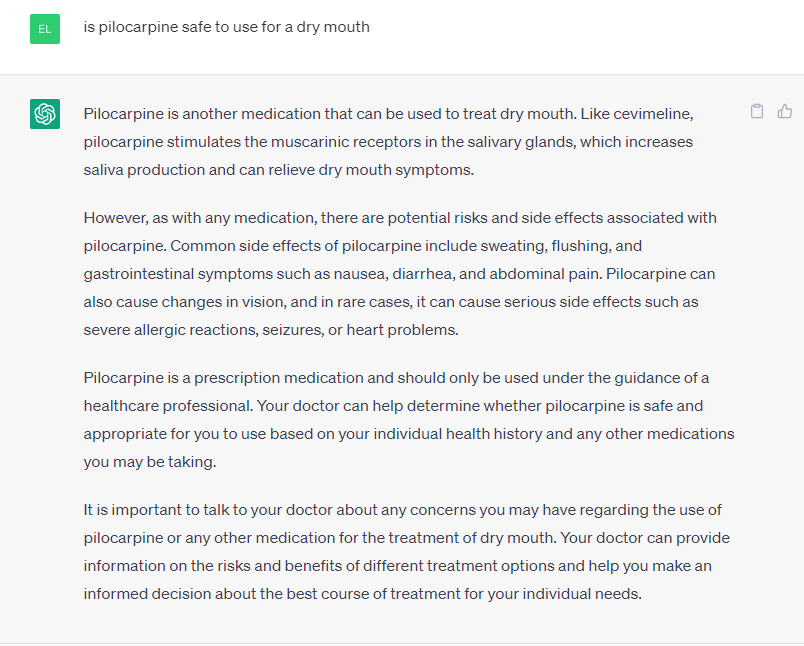 EL
is pilocarpine safe to use for a dry mouth
Pilocarpine is another medication that can be used to treat dry mouth. Like cevimeline,
pilocarpine stimulates the muscarinic receptors in the salivary glands, which increases
saliva production and can relieve dry mouth symptoms.
However, as with any medication, there are potential risks and side effects associated with
pilocarpine. Common side effects of pilocarpine include sweating, flushing, and
gastrointestinal symptoms such as nausea, diarrhea, and abdominal pain. Pilocarpine can
also cause changes in vision, and in rare cases, it can cause serious side effects such as
severe allergic reactions, seizures, or heart problems.
Pilocarpine is a prescription medication and should only be used under the guidance of a
healthcare professional. Your doctor can help determine whether pilocarpine is safe and
appropriate for you to use based on your individual health history and any other medications
you may be taking.
It is important to talk to your doctor about any concerns you may have regarding the use of
pilocarpine or any other medication for the treatment of dry mouth. Your doctor can provide
information on the risks and benefits of different treatment options and help you make an
informed decision about the best course of treatment for your individual needs.